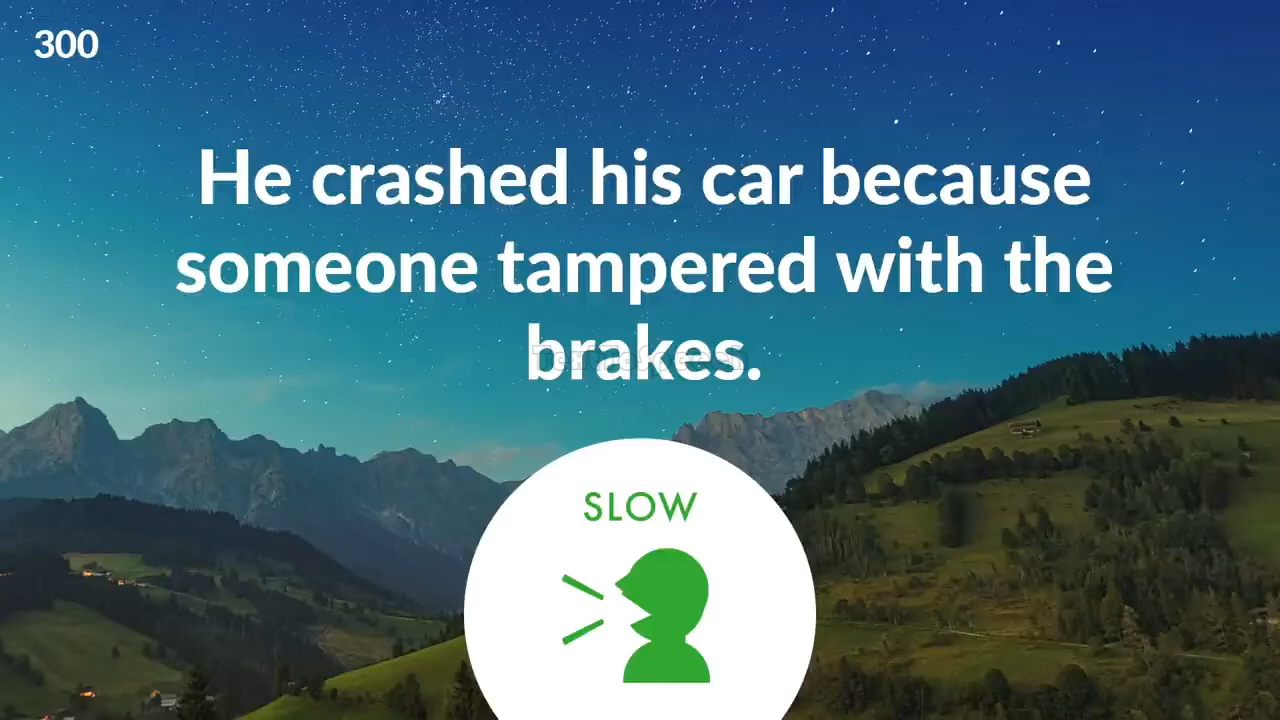 300
He crashed his car because
someone tampered with the
brakes.
SLOW